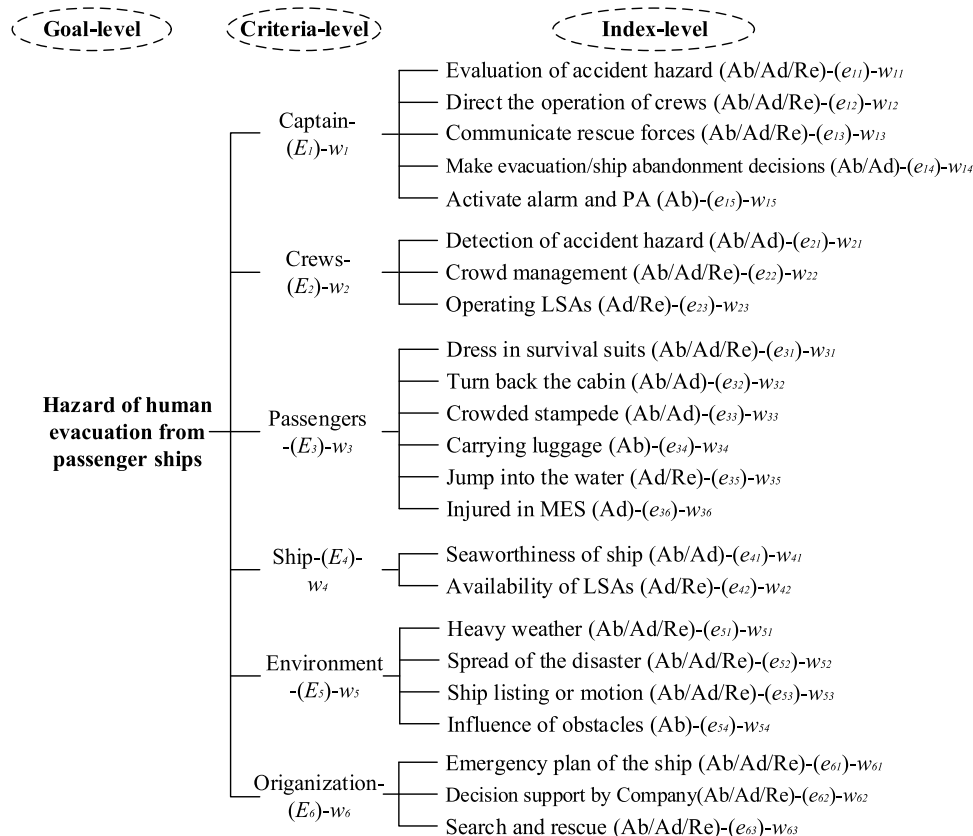 Goal-level
Criteria-level
Index-level
Hazard of human
evacuation from
passenger ships
Captain-
(E1)-w1
Evaluation of accident hazard (Ab/Ad/Re)-(e11)-w11
Direct the operation of crews (Ab/Ad/Re)-(e12)-w12
Communicate rescue forces (Ab/Ad/Re)-(e13)-w13
Make evacuation/ship abandonment decisions (Ab/Ad)-(e14)-w14
Activate alarm and PA (Ab)-(e15)-w15
Crews-
(E2)-w2
Detection of accident hazard (Ab/Ad)-(e21)-w21
Crowd management (Ab/Ad/Re)-(e22)-w22
Operating LSAs (Ad/Re)-(e23)-w23
Passengers
-(E3)-w3
Dress in survival suits (Ab/Ad/Re)-(e31)-w31
Turn back the cabin (Ab/Ad)-(e32)-w32
Crowded stampede (Ab/Ad)-(e33)-w33
Carrying luggage (Ab)-(e34)-w34
Jump into the water (Ad/Re)-(e35)-w35
Injured in MES (Ad)-(e36)-w36
Ship-(E4)-
w4
Seaworthiness of ship (Ab/Ad)-(e41)-w41
Availability of LSAs (Ad/Re)-(e42)-w42
Environment
-(E5)-w5
Heavy weather (Ab/Ad/Re)-(e51)-w51
Spread of the disaster (Ab/Ad/Re)-(e52)-w52
Ship listing or motion (Ab/Ad/Re)-(e53)-w53
Influence of obstacles (Ab)-(e54)-w54
Origanization-
(E6)-w6
Emergency plan of the ship (Ab/Ad/Re)-(e61)-w61
Decision support by Company(Ab/Ad/Re)-(e62)-w62
Search and rescue (Ab/Ad/Re)-(e63)-w63